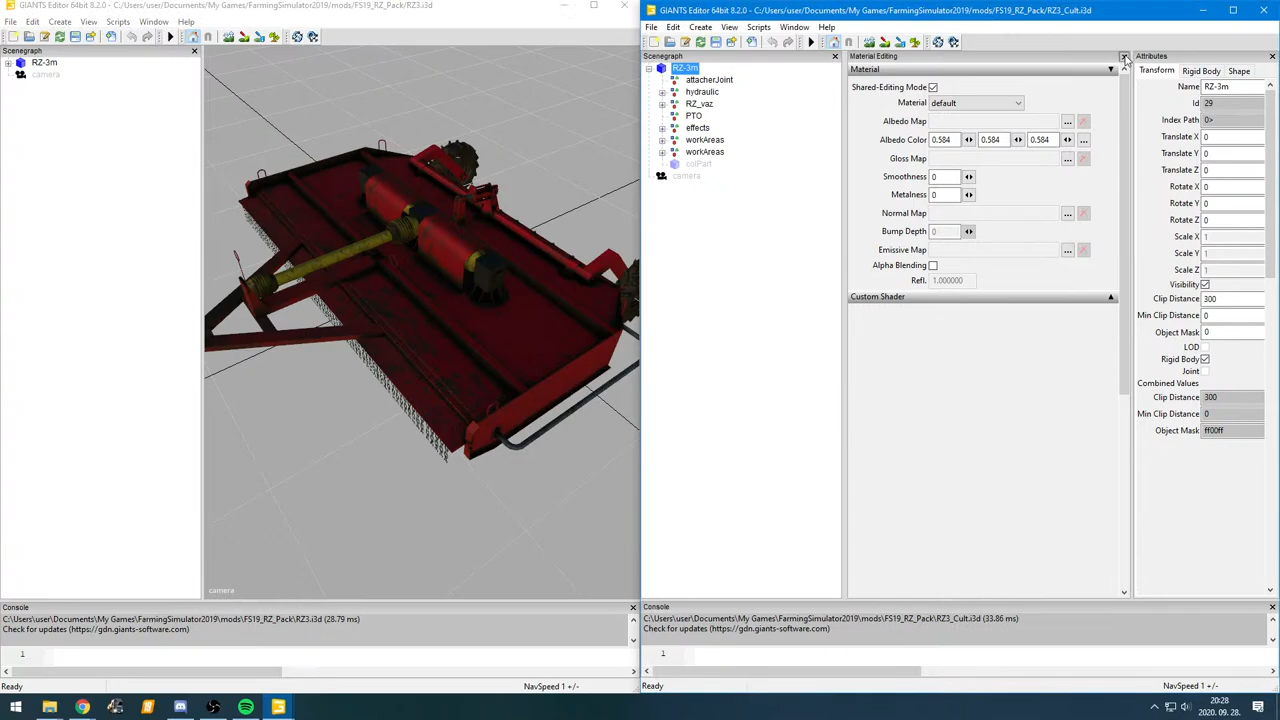 GIANTS Editor 64bit 8.2.0 - C:/Users/user/Documents/My Games/FarmingSimulator2019/mods/FS19_RZ_Pack/RZ3.i3d
File Edit Create View Scripts Window Help
Scenegraph
RZ-3m
camera
camera
Console
C:\Users\user\Documents\My Games\FarmingSimulator2019\mods\FS19_RZ_Pack\RZ3.i3d (28.79 ms)
Check for updates (https://gdn.giants-software.com)
1
Ready
NavSpeed 1 +/-
GIANTS Editor 64bit 8.2.0 - C:/Users/user/Documents/My Games/FarmingSimulator2019/mods/FS19_RZ_Pack/RZ3_Cult.i3d
File Edit Create View Scripts Window Help
Scenegraph
RZ-3m
attacherJoint
hydraulic
RZ_vaz
PTO
effects
workAreas
workAreas
colPart
camera
Material Editing
Material
Shared-Editing Mode
Material default
Albedo Map ...
Albedo Color 0.584 0.584 0.584 ...
Gloss Map ...
Smoothness 0
Metalness 0
Normal Map ...
Bump Depth 0
Emissive Map ...
Alpha Blending
Refl. 1.000000
Custom Shader
Attributes
Transform Rigid Body Shape
Name RZ-3m
Id 29
Index Path 0>
Translate X 0
Translate Y 0
Translate Z 0
Rotate X 0
Rotate Y 0
Rotate Z 0
Scale X 1
Scale Y 1
Scale Z 1
Visibility
Clip Distance 300
Min Clip Distance 0
Object Mask 0
LOD
Rigid Body
Joint
Combined Values
Clip Distance 300
Min Clip Distance 0
Object Mask ff00ff
Console
C:\Users\user\Documents\My Games\FarmingSimulator2019\mods\FS19_RZ_Pack\RZ3_Cult.i3d (33.86 ms)
Check for updates (https://gdn.giants-software.com)
1
Ready
NavSpeed 1 +/-
20:28
2020. 09. 28.